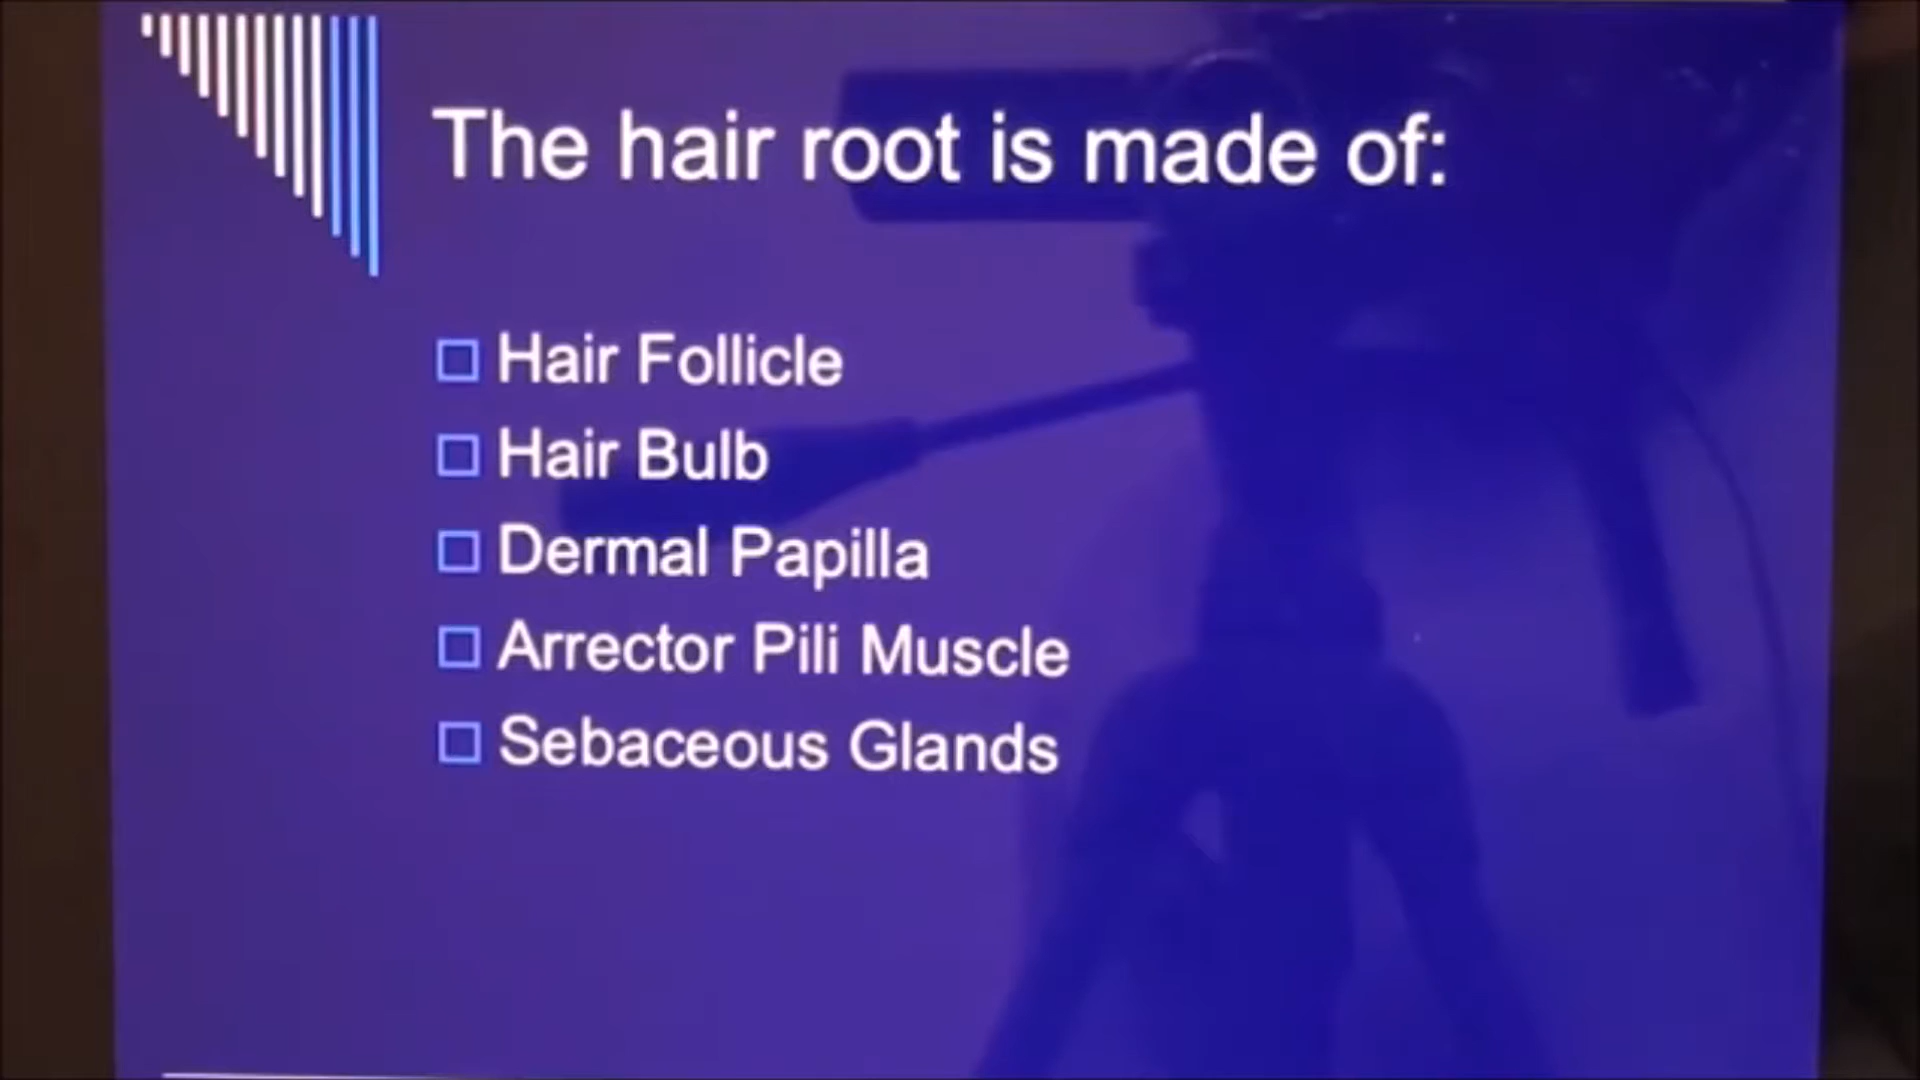 The hair root is made of:
Hair Follicle
Hair Bulb
Dermal Papilla
Arrector Pili Muscle
Sebaceous Glands